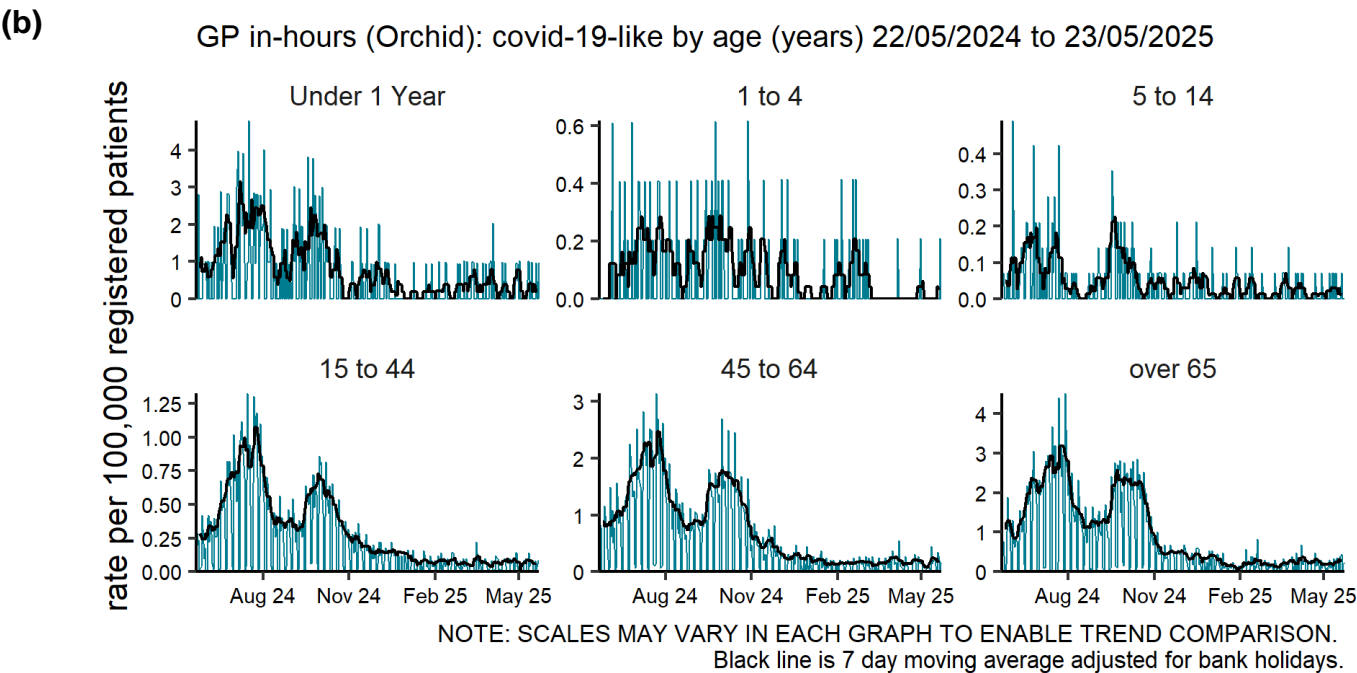 (b)
GP in-hours (Orchid): covid-19-like by age (years) 22/05/2024 to 23/05/2025
rate per 100,000 registered patients
Under 1 Year
4
3
2
1
0
1 to 4
0.6
0.4
0.2
0.0
5 to 14
0.4
0.3
0.2
0.1
0.0
15 to 44
1.25
1.00
0.75
0.50
0.25
0.00
Aug 24 Nov 24 Feb 25 May 25
45 to 64
3
2
1
0
Aug 24 Nov 24 Feb 25 May 25
over 65
4
3
2
1
0
Aug 24 Nov 24 Feb 25 May 25
NOTE: SCALES MAY VARY IN EACH GRAPH TO ENABLE TREND COMPARISON.
Black line is 7 day moving average adjusted for bank holidays.